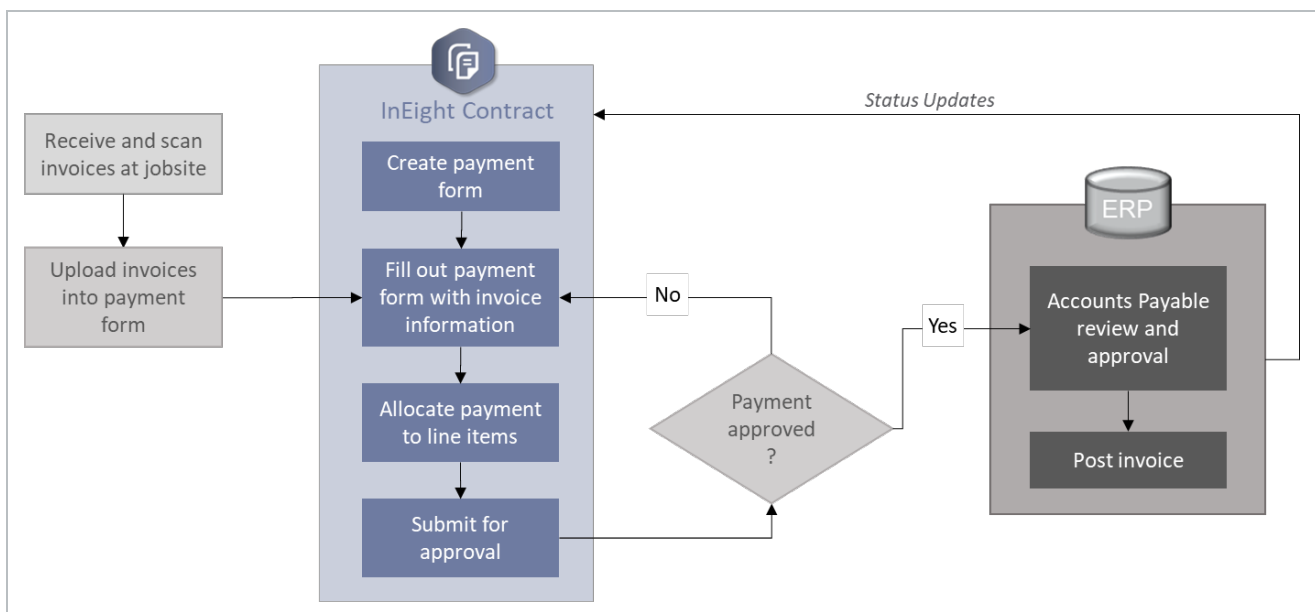 InEight Contract
Status Updates
Receive and scan
invoices at jobsite
Create payment
form
ERP
Upload invoices
into payment
form
Fill out payment
form with invoice
information
No
Yes
Accounts Payable
review and
approval
Allocate payment
to line items
Payment
approved
?
Post invoice
Submit for
approval